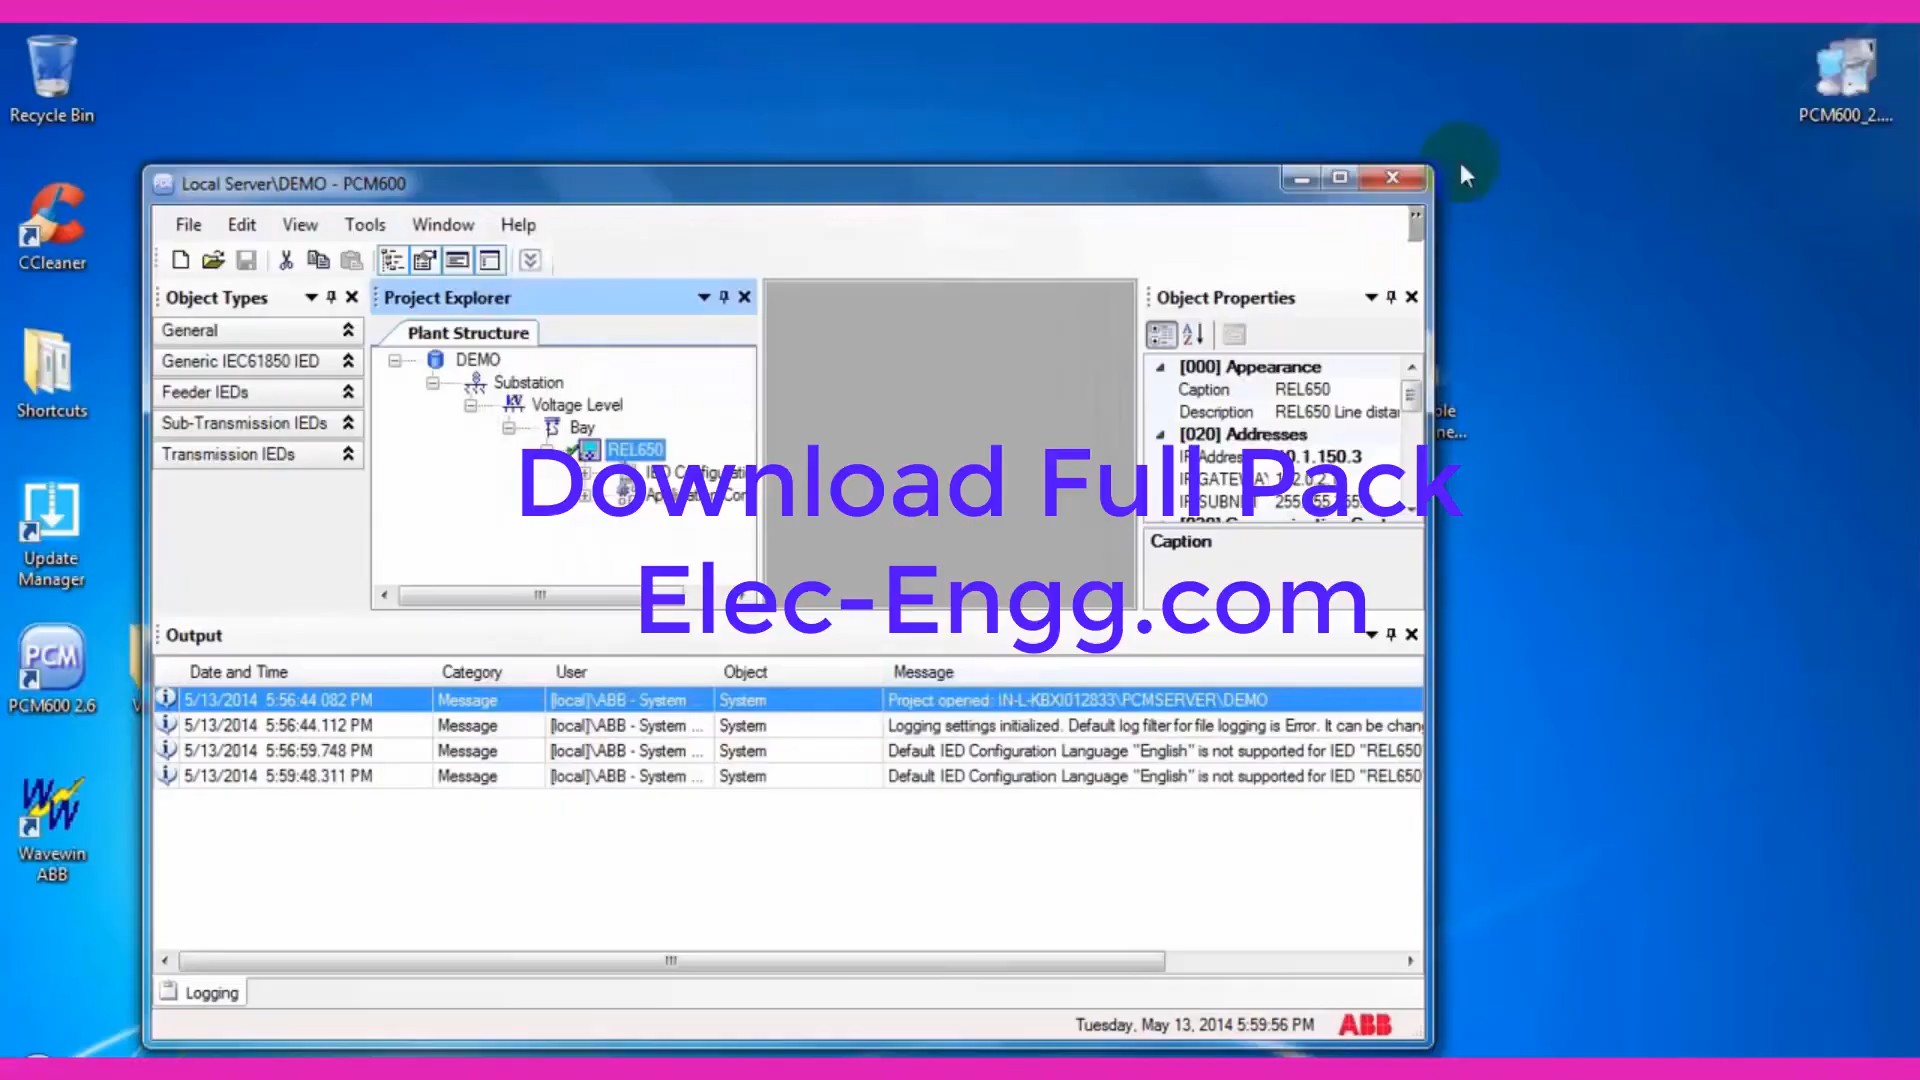 Recycle Bin
CCleaner
Shortcuts
Update
Manager
PCM
PCM600 2.6
Wavewin
ABB
PCM600_2....
Local Server\DEMO - PCM600
File Edit View Tools Window Help
Object Types
General
Generic IEC61850 IED
Feeder IEDs
Sub-Transmission IEDs
Transmission IEDs
Project Explorer
Plant Structure
DEMO
Substation
Voltage Level
Bay
REL650
Object Properties
[000] Appearance
Caption REL650
Description REL650 Line distar
[020] Addresses
Caption
Download Full Pack
Elec-Engg.com
Output
Date and Time Category User Object Message
5/13/2014 5:56:44.082 PM Message [local]\ABB - System ... System Project opened: IN-L-KBXI012833\PCMSERVER\DEMO
5/13/2014 5:56:44.112 PM Message [local]\ABB - System ... System Logging settings initialized. Default log filter for file logging is Error. It can be chan
5/13/2014 5:56:59.748 PM Message [local]\ABB - System ... System Default IED Configuration Language "English" is not supported for IED "REL650
5/13/2014 5:59:48.311 PM Message [local]\ABB - System ... System Default IED Configuration Language "English" is not supported for IED "REL650
Logging
Tuesday, May 13, 2014 5:59:56 PM ABB